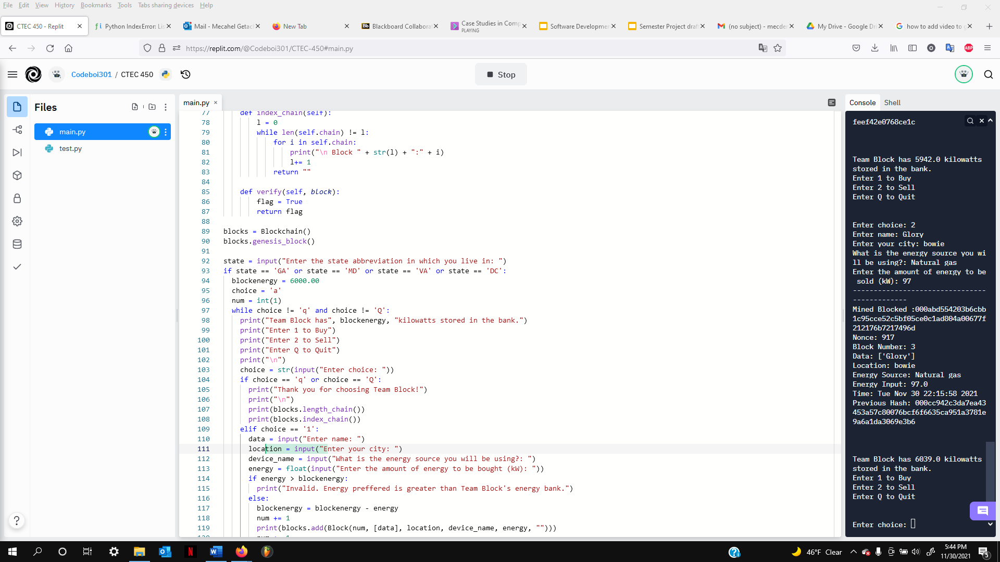 File Edit View History Bookmarks Tools Tabs sharing devices Help
CTEC 450 - Replit
Python IndexError: Lis
Mail - Mecahel Getach
New Tab
Blackboard Collabora
Case Studies in Comp
PLAYING
Software Developmen
Semester Project draf
(no subject) - mecder
My Drive - Google Dri
how to add video to g
https://replit.com/@Codeboi301/CTEC-450#main.py
ABP
Codeboi301 / CTEC 450
Stop
Files
main.py
test.py
main.py
77 def index_chain(self):
78 l = 0
79 while len(self.chain) != l:
80 for i in self.chain:
81 print("\n Block " + str(l) + ":" + i)
82 l+= 1
83 return ""
84
85 def verify(self, block):
86 flag = True
87 return flag
88
89 blocks = Blockchain()
90 blocks.genesis_block()
91
92 state = input("Enter the state abbreviation in which you live in: ")
93 if state == 'GA' or state == 'MD' or state == 'VA' or state == 'DC':
94 blockenergy = 6000.00
95 choice = 'a'
96 num = int(1)
97 while choice != 'q' and choice != 'Q':
98 print("Team Block has", blockenergy, "kilowatts stored in the bank.")
99 print("Enter 1 to Buy")
100 print("Enter 2 to Sell")
101 print("Enter Q to Quit")
102 print("\n")
103 choice = str(input("Enter choice: "))
104 if choice == 'q' or choice == 'Q':
105 print("Thank you for choosing Team Block!")
106 print("\n")
107 print(blocks.length_chain())
108 print(blocks.index_chain())
109 elif choice == '1':
110 data = input("Enter name: ")
111 location = input("Enter your city: ")
112 device_name = input("What is the energy source you will be using?: ")
113 energy = float(input("Enter the amount of energy to be bought (kW): "))
114 if energy > blockenergy:
115 print("Invalid. Energy preffered is greater than Team Block's energy bank.")
116 else:
117 blockenergy = blockenergy - energy
118 num += 1
119 print(blocks.add(Block(num, [data], location, device_name, energy, "")))
Console Shell
feef42e0768ce1c
Team Block has 5942.0 kilowatts
stored in the bank.
Enter 1 to Buy
Enter 2 to Sell
Enter Q to Quit
Enter choice: 2
Enter name: Glory
Enter your city: bowie
What is the energy source you wi
ll be using?: Natural gas
Enter the amount of energy to be
sold (kW): 97
--------------------------------
-------------
Mined Blocked :000abd554203b6cbb
1c95cce52c5bf05ce0c1ad804a00677f
212176b7217496d
Nonce: 917
Block Number: 3
Data: ['Glory']
Location: bowie
Energy Source: Natural gas
Energy Input: 97.0
Time: Tue Nov 30 22:15:58 2021
Previous Hash: 000cc942c3da7ea43
453a57c80076bcf6f6635ca951a3781e
9a6a1da3069e3b6
Team Block has 6039.0 kilowatts
stored in the bank.
Enter 1 to Buy
Enter 2 to Sell
Enter Q to Quit
Enter choice:
46°F Clear
5:44 PM
11/30/2021
5